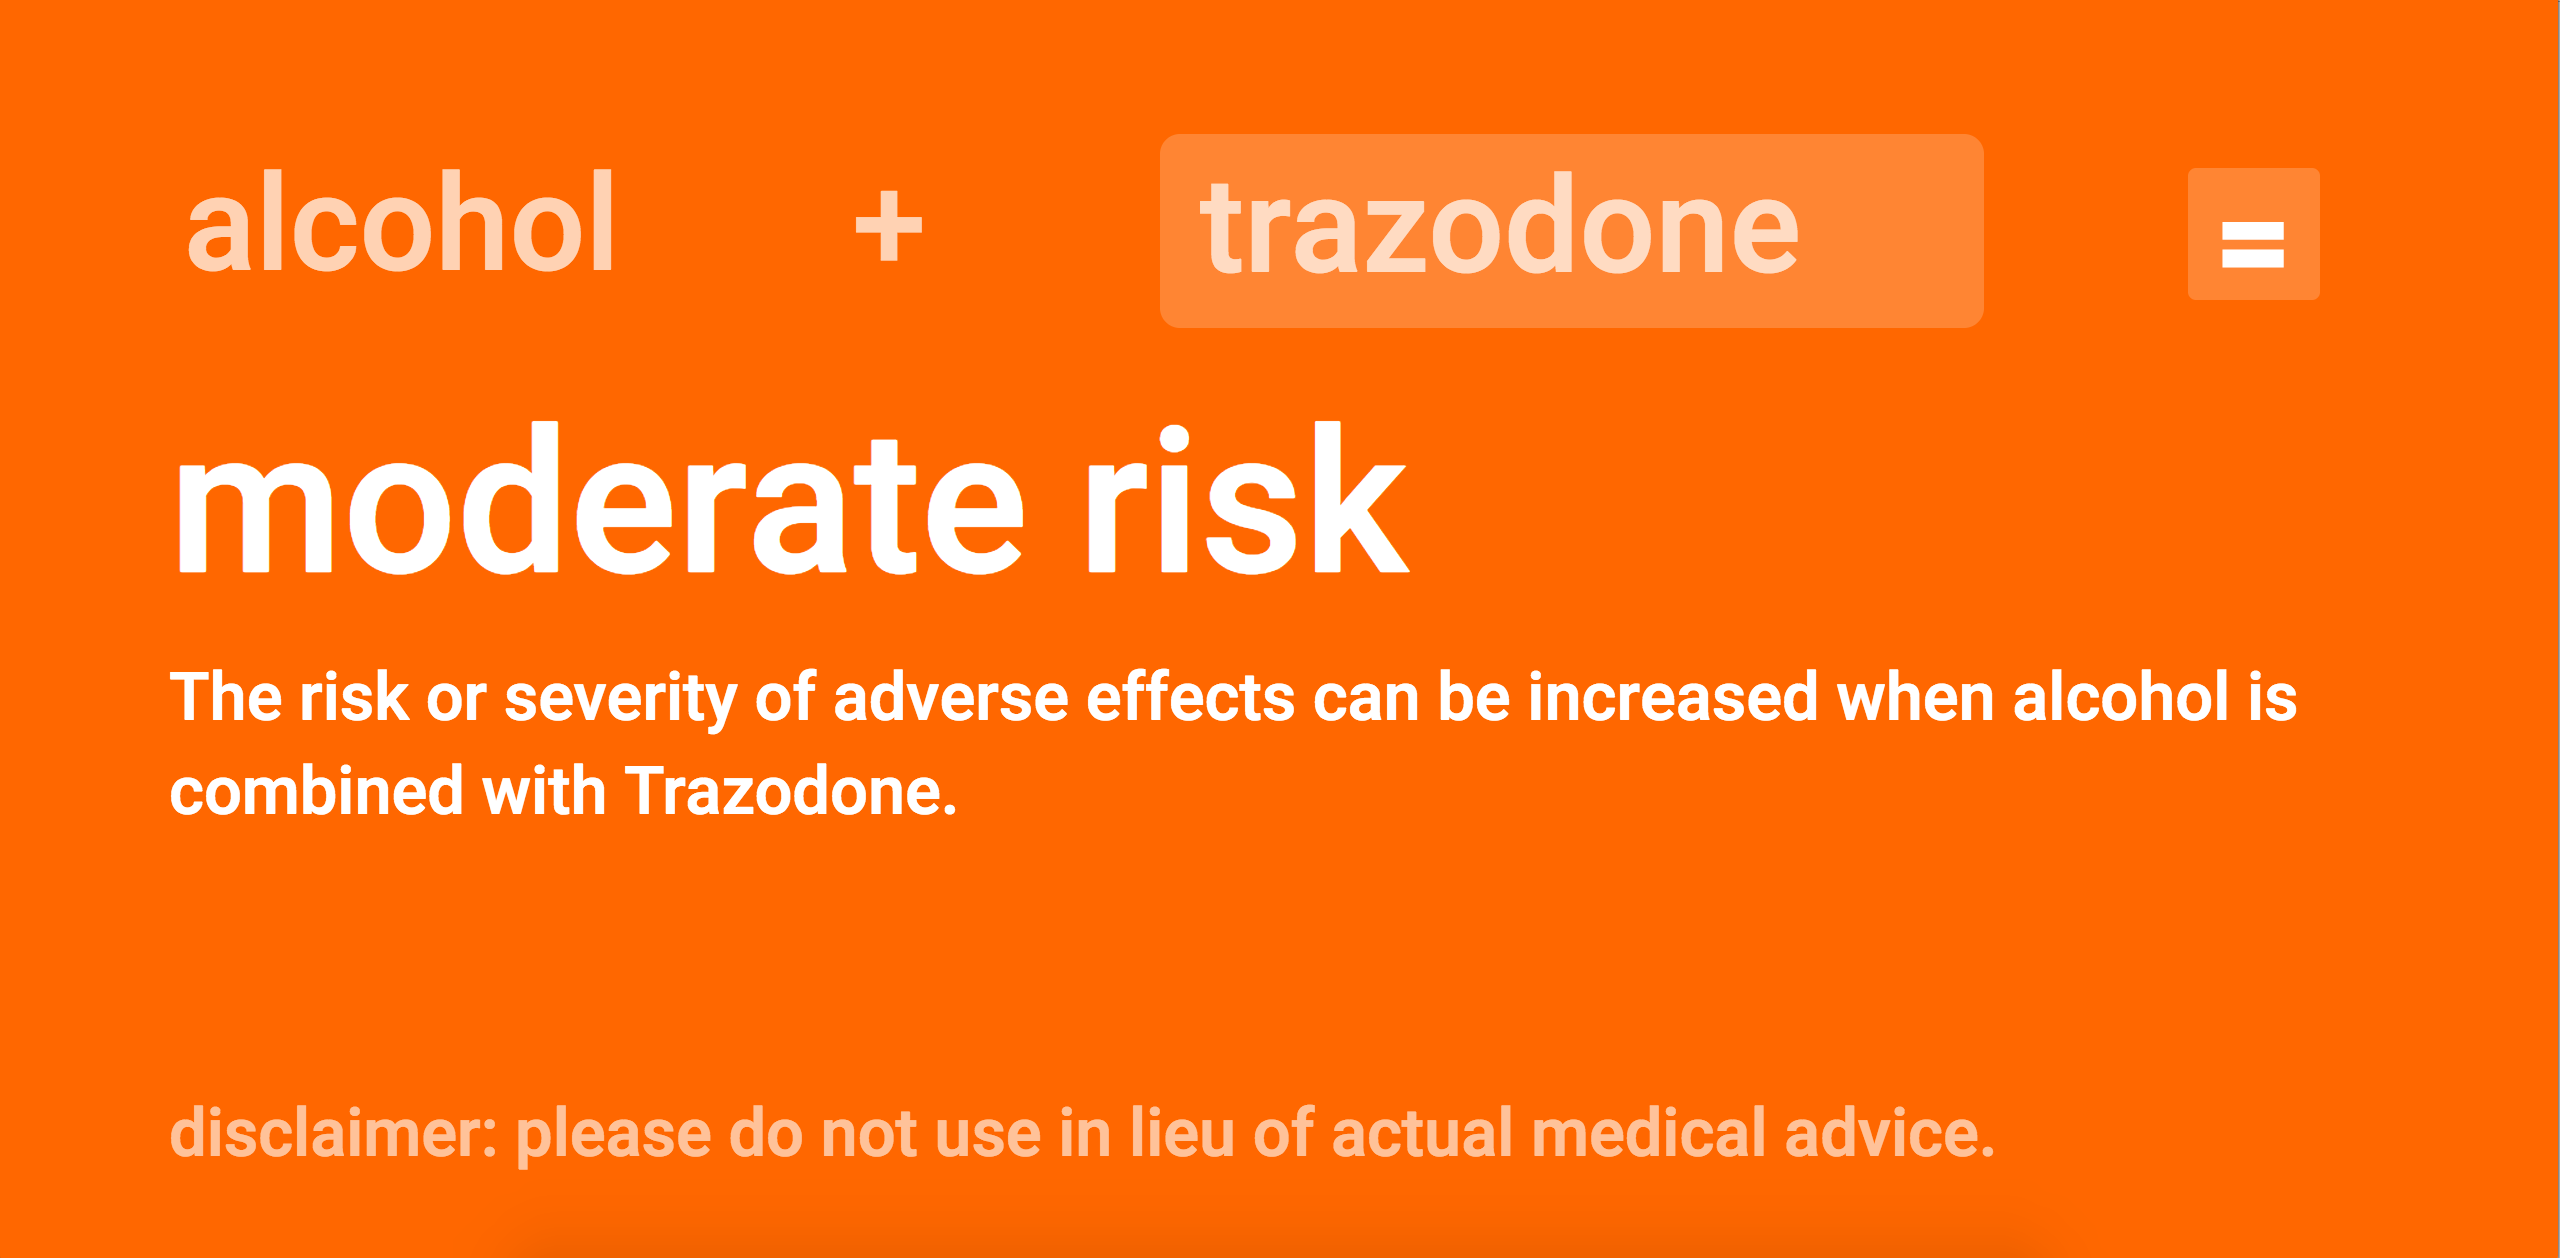 alcohol + trazodone =
moderate risk
The risk or severity of adverse effects can be increased when alcohol is
combined with Trazodone.
disclaimer: please do not use in lieu of actual medical advice.